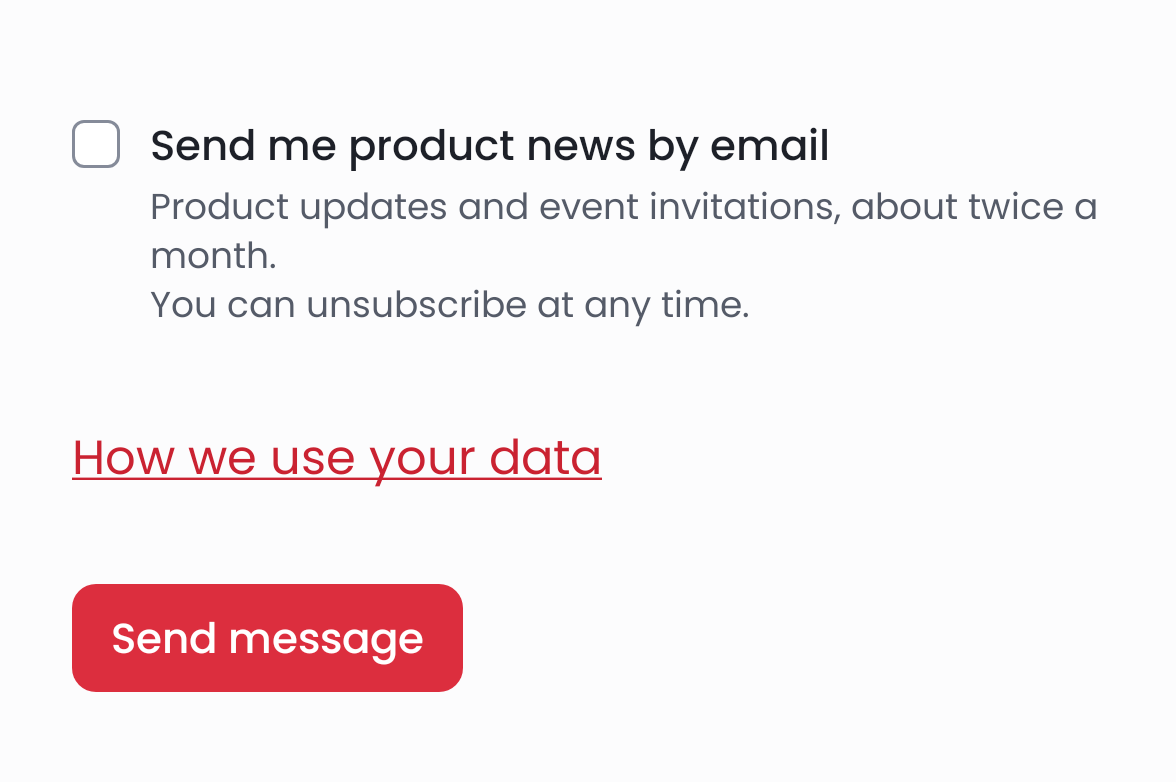 Send me product news by email
Product updates and event invitations, about twice a
month.
You can unsubscribe at any time.
How we use your data
Send message